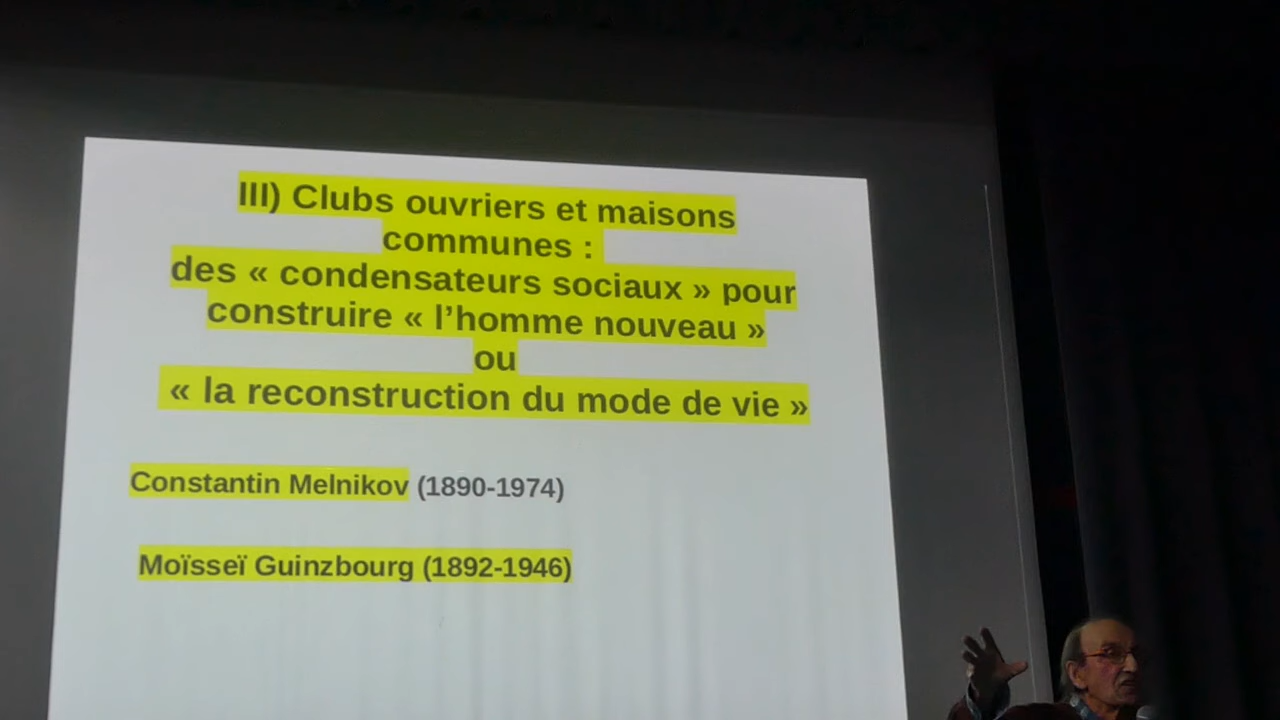 III) Clubs ouvriers et maisons
communes :
des « condensateurs sociaux » pour
construire « l’homme nouveau »
ou
« la reconstruction du mode de vie »
Constantin Melnikov (1890-1974)
Moïsseï Guinzbourg (1892-1946)